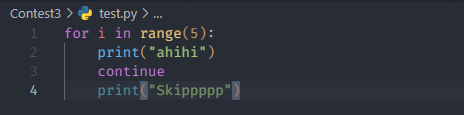 Contest3 > test.py > ...
1 for i in range(5):
2     print("ahihi")
3     continue
4     print("Skippppp")